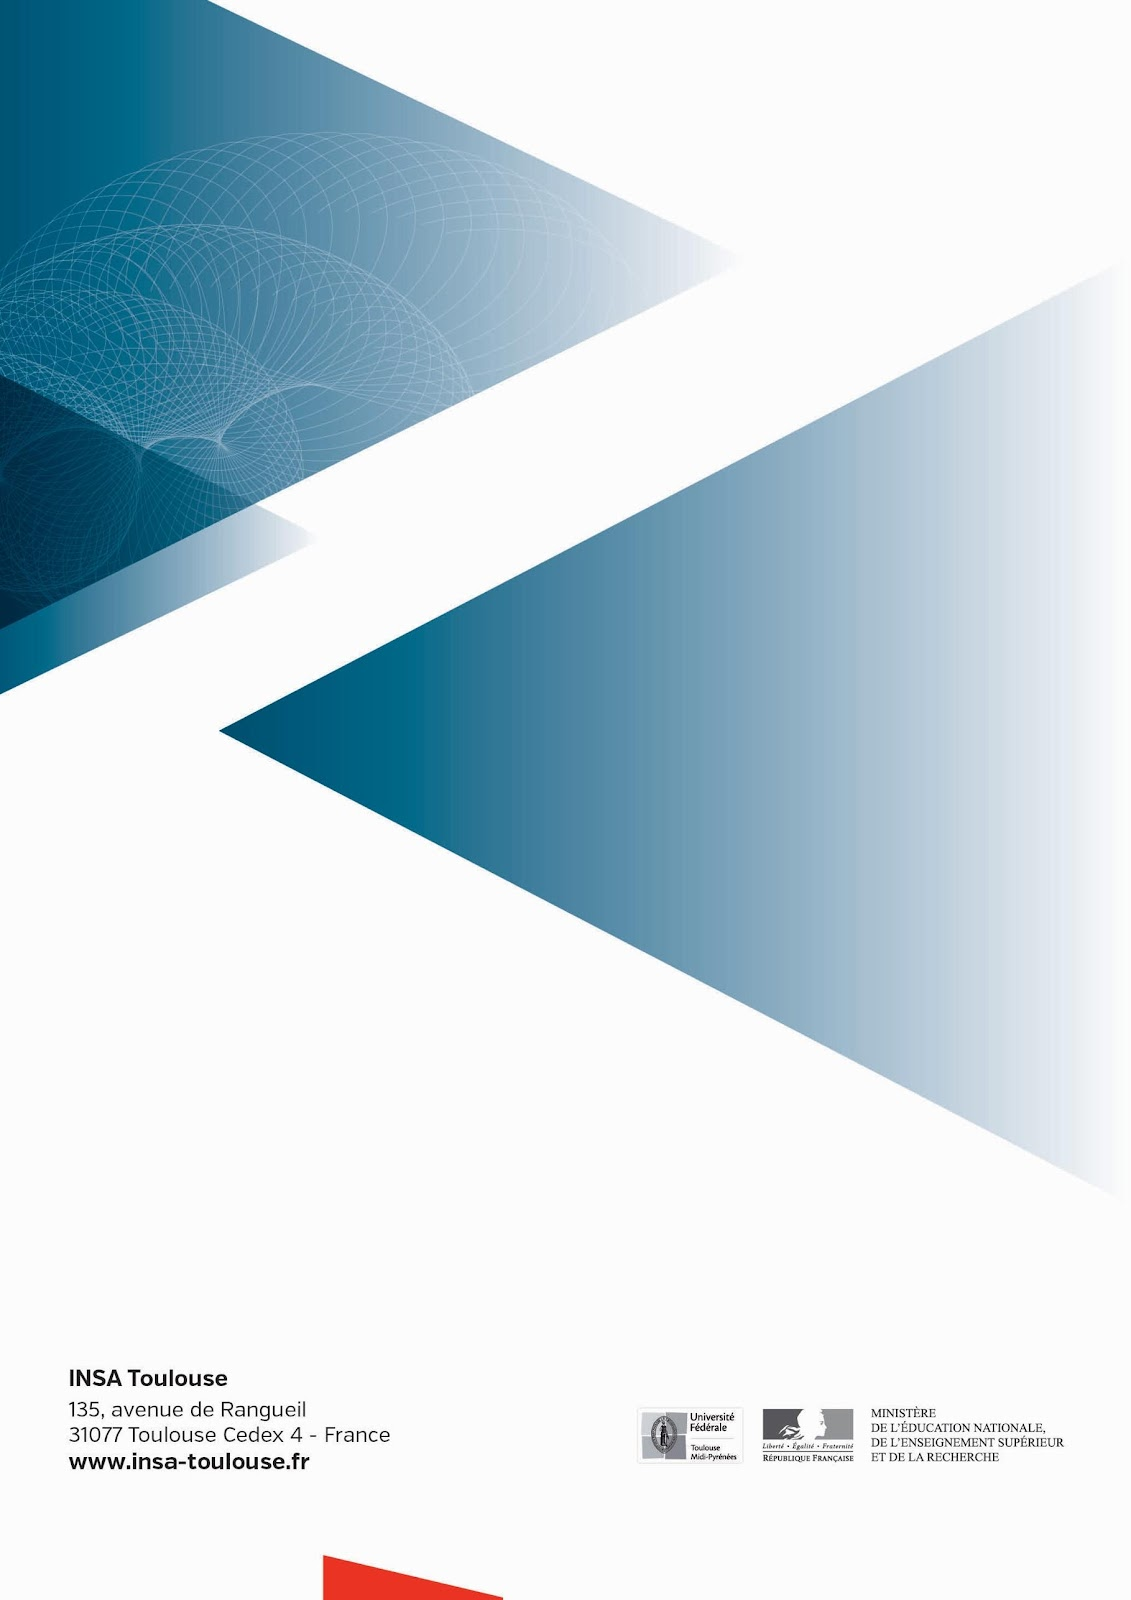 INSA Toulouse
135, avenue de Rangueil
31077 Toulouse Cedex 4 - France
www.insa-toulouse.fr
Université
Fédérale
Toulouse
Midi-Pyrénées
Liberté • Égalité • Fraternité
RÉPUBLIQUE FRANÇAISE
MINISTÈRE
DE L'ÉDUCATION NATIONALE,
DE L'ENSEIGNEMENT SUPÉRIEUR
ET DE LA RECHERCHE